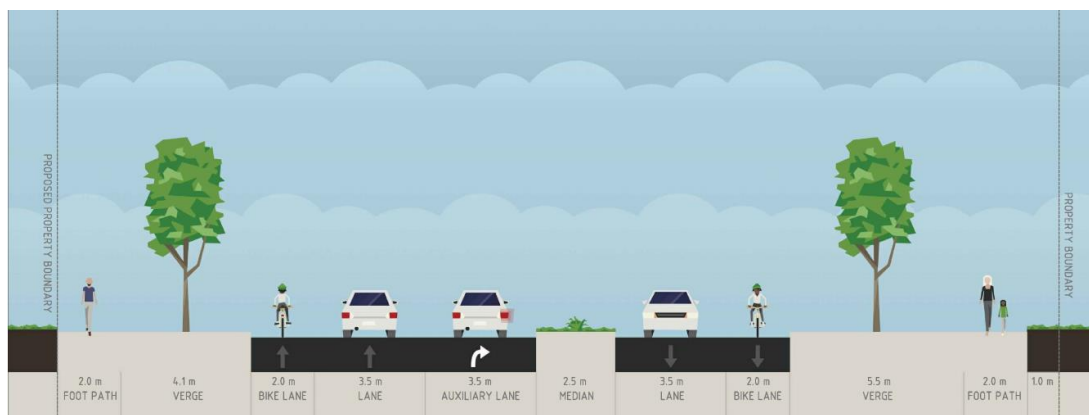 PROPOSED PROPERTY BOUNDARY
PROPERTY BOUNDARY
2.0 m
FOOT PATH
4.1 m
VERGE
2.0 m
BIKE LANE
3.5 m
LANE
3.5 m
AUXILIARY LANE
2.5 m
MEDIAN
3.5 m
LANE
2.0 m
BIKE LANE
5.5 m
VERGE
2.0 m
FOOT PATH
1.0 m